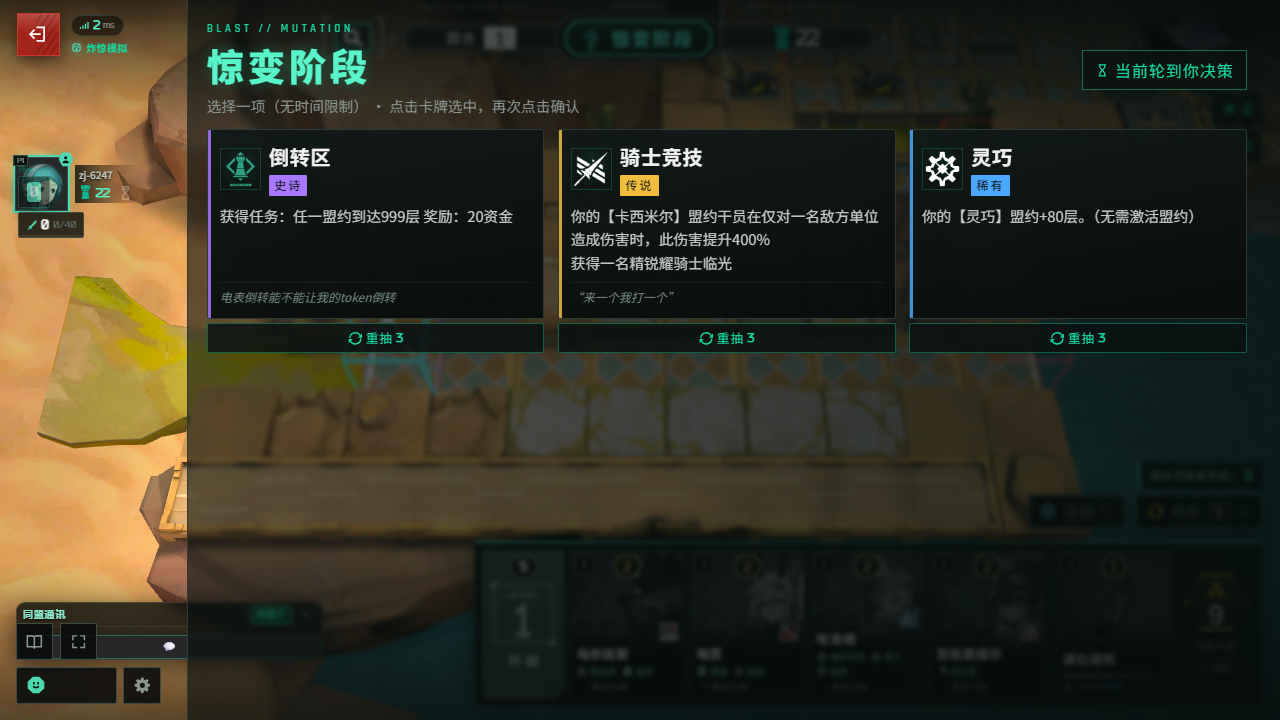 2 ms
炸惊模拟
BLAST // MUTATION
惊变阶段
选择一项（无时间限制） • 点击卡牌选中，再次点击确认
当前轮到你决策
倒转区
史诗
获得任务：任一盟约到达999层 奖励：20资金
电表倒转能不能让我的token倒转
重抽 3
骑士竞技
传说
你的【卡西米尔】盟约干员在仅对一名敌方单位
造成伤害时，此伤害提升400%
获得一名精锐耀骑士临光
“来一个我打一个”
重抽 3
灵巧
稀有
你的【灵巧】盟约+80层。（无需激活盟约）
重抽 3
P1
zj-6247
22
0
0 0/40
同盟通讯
惊变阶段
22
1
1
9